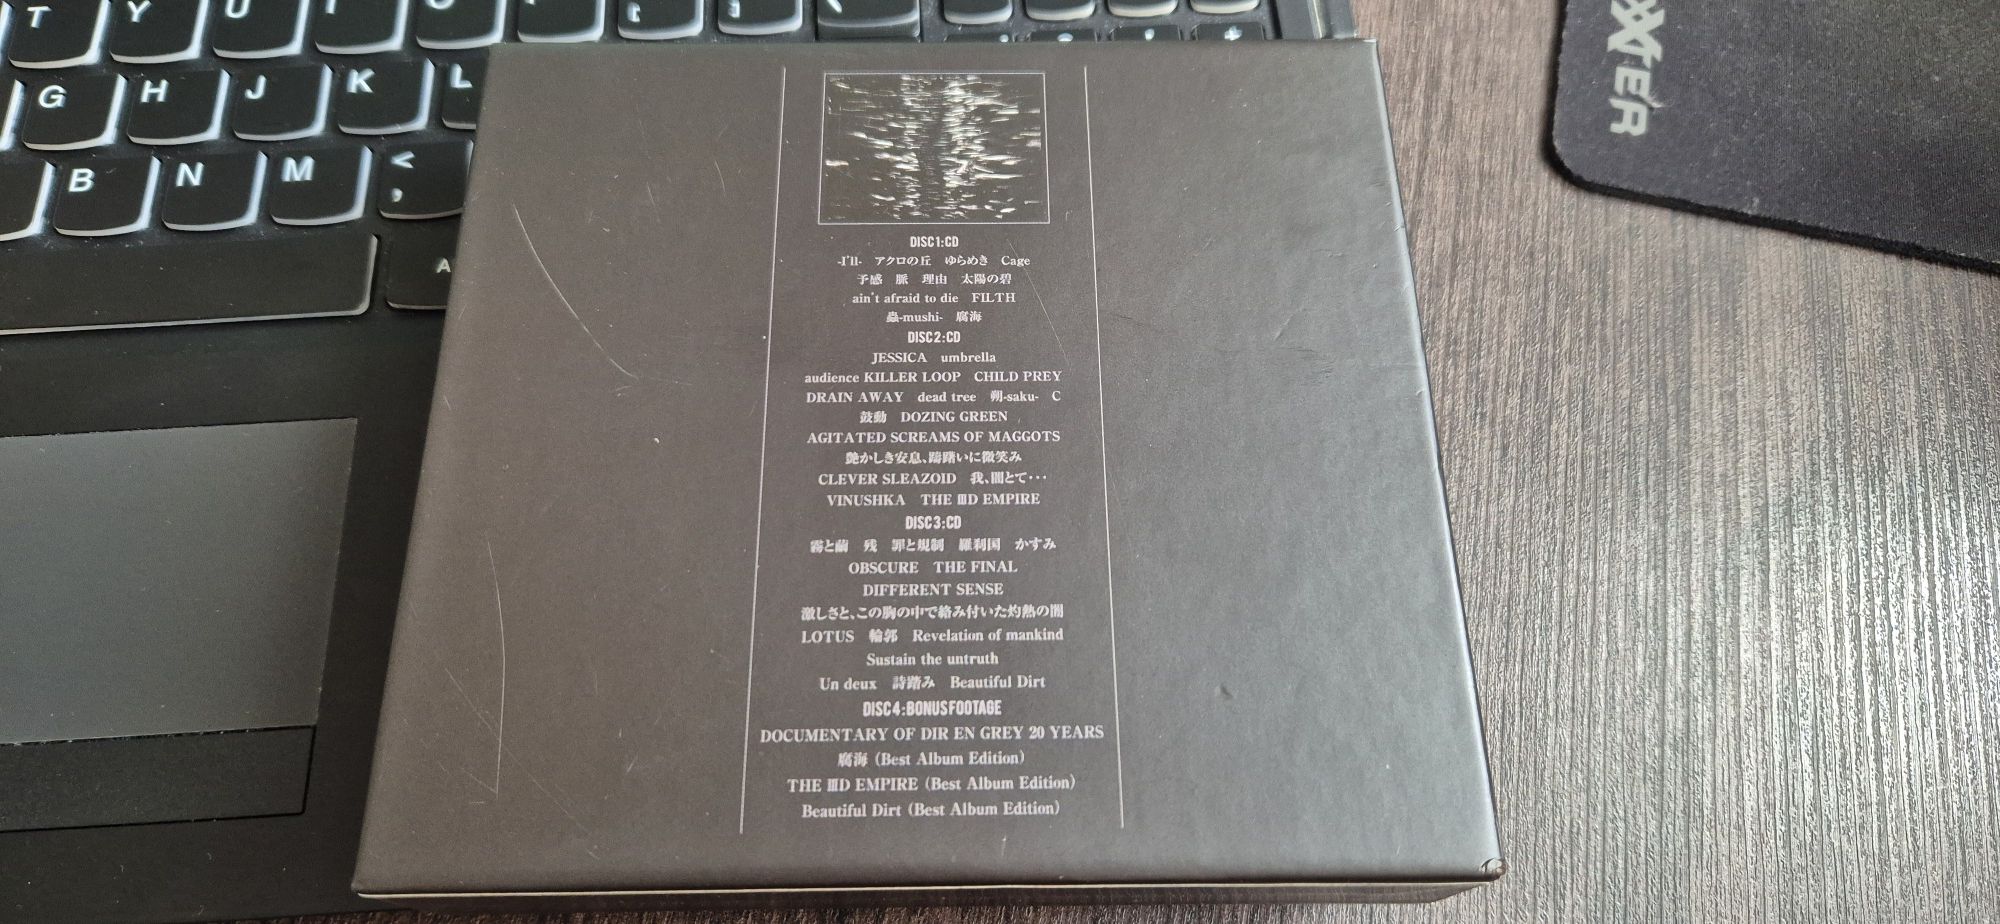 T Y U
G H J K L
B N M < ,
A
XXTER
DISC1:CD
-I'll-　アクロの丘　ゆらめき　Cage
予感　脈　理由　太陽の碧
ain't afraid to die　FILTH
蟲-mushi-　腐海
DISC2:CD
JESSICA　umbrella
audience KILLER LOOP　CHILD PREY
DRAIN AWAY　dead tree　朔-saku-　C
鼓動　DOZING GREEN
AGITATED SCREAMS OF MAGGOTS
艶かしき安息、躊躇いに微笑み
CLEVER SLEAZOID　我、闇とて･･･
VINUSHKA　THE ⅢD EMPIRE
DISC3:CD
霧と繭　残　罪と規制　羅刹国　かすみ
OBSCURE　THE FINAL
DIFFERENT SENSE
激しさと、この胸の中で絡み付いた灼熱の闇
LOTUS　輪郭　Revelation of mankind
Sustain the untruth
Un deux　詩踏み　Beautiful Dirt
DISC4:BONUSFOOTAGE
DOCUMENTARY OF DIR EN GREY 20 YEARS
腐海 (Best Album Edition)
THE ⅢD EMPIRE (Best Album Edition)
Beautiful Dirt (Best Album Edition)